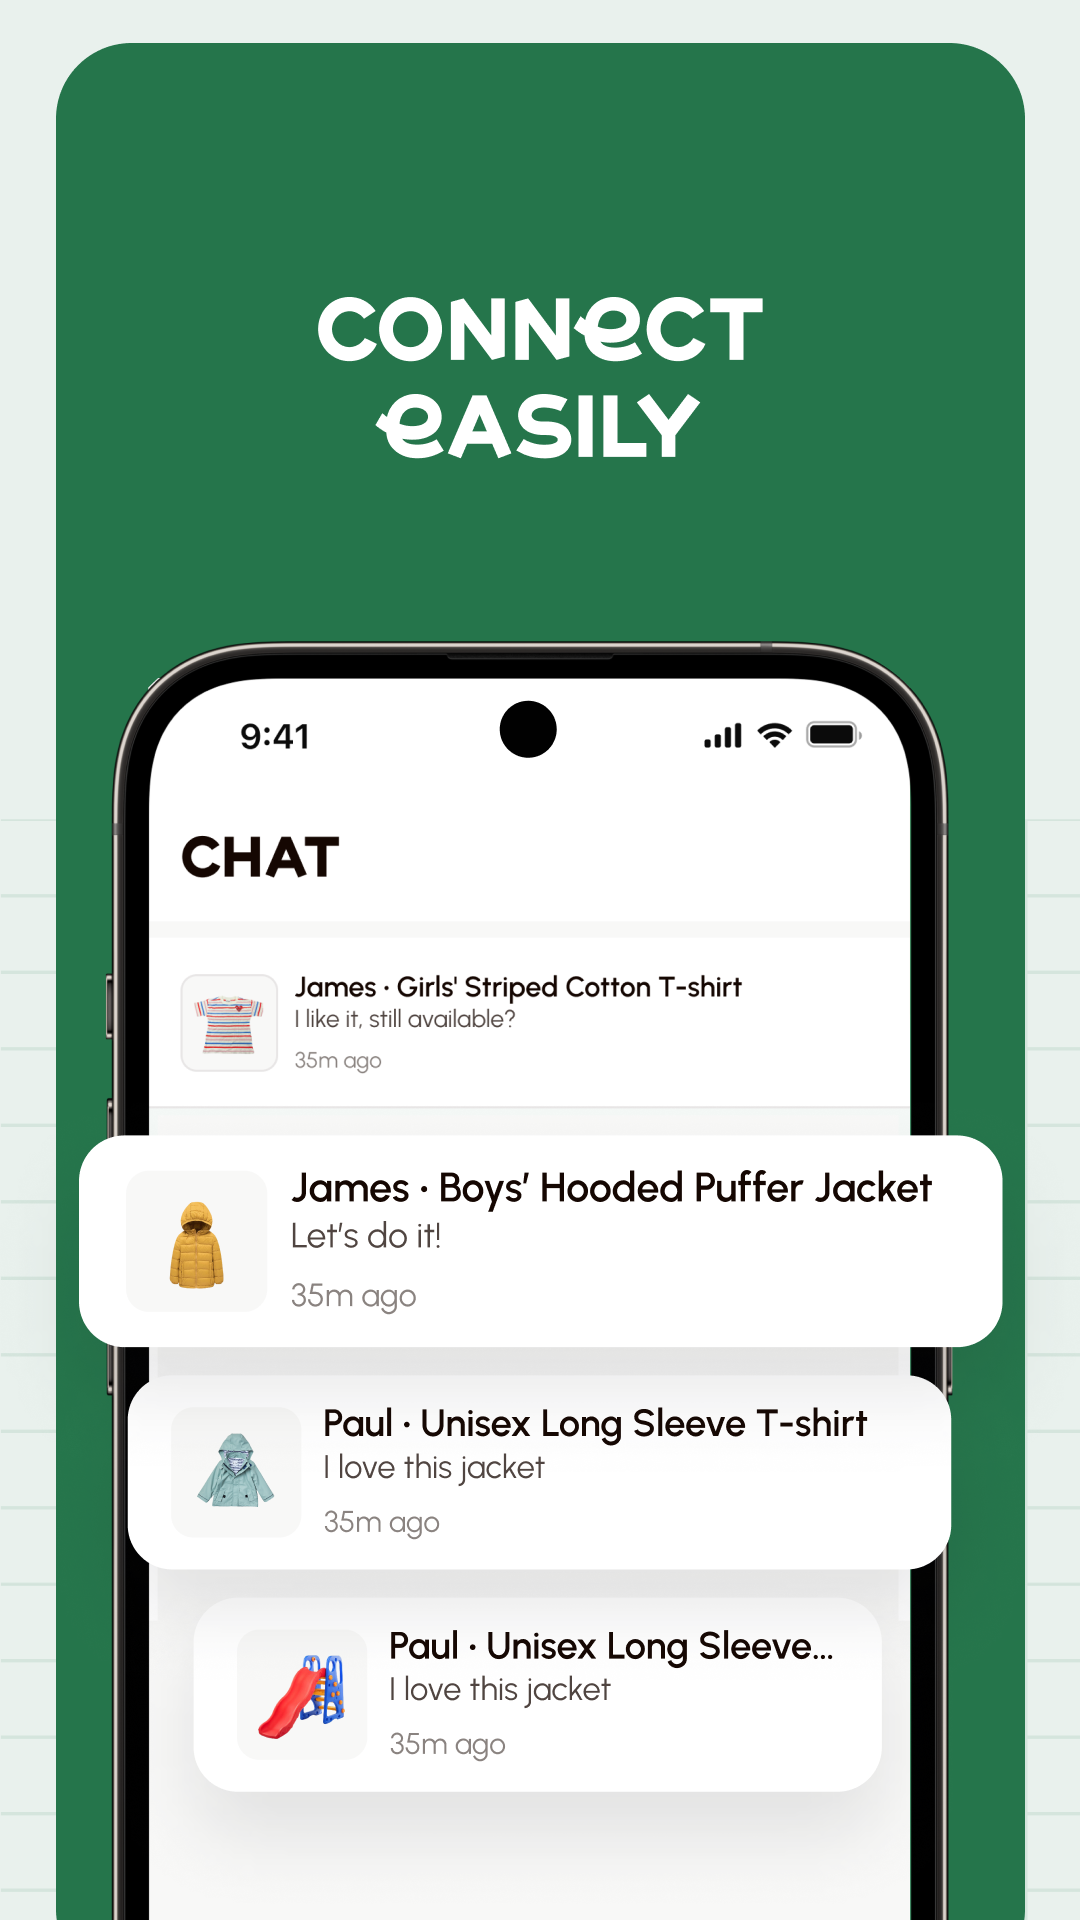 CONNeCT
eASILY
9:41
CHAT
James · Girls' Striped Cotton T-shirt
I like it, still available?
35m ago
James · Boys’ Hooded Puffer Jacket
Let’s do it!
35m ago
Paul · Unisex Long Sleeve T-shirt
I love this jacket
35m ago
Paul · Unisex Long Sleeve...
I love this jacket
35m ago